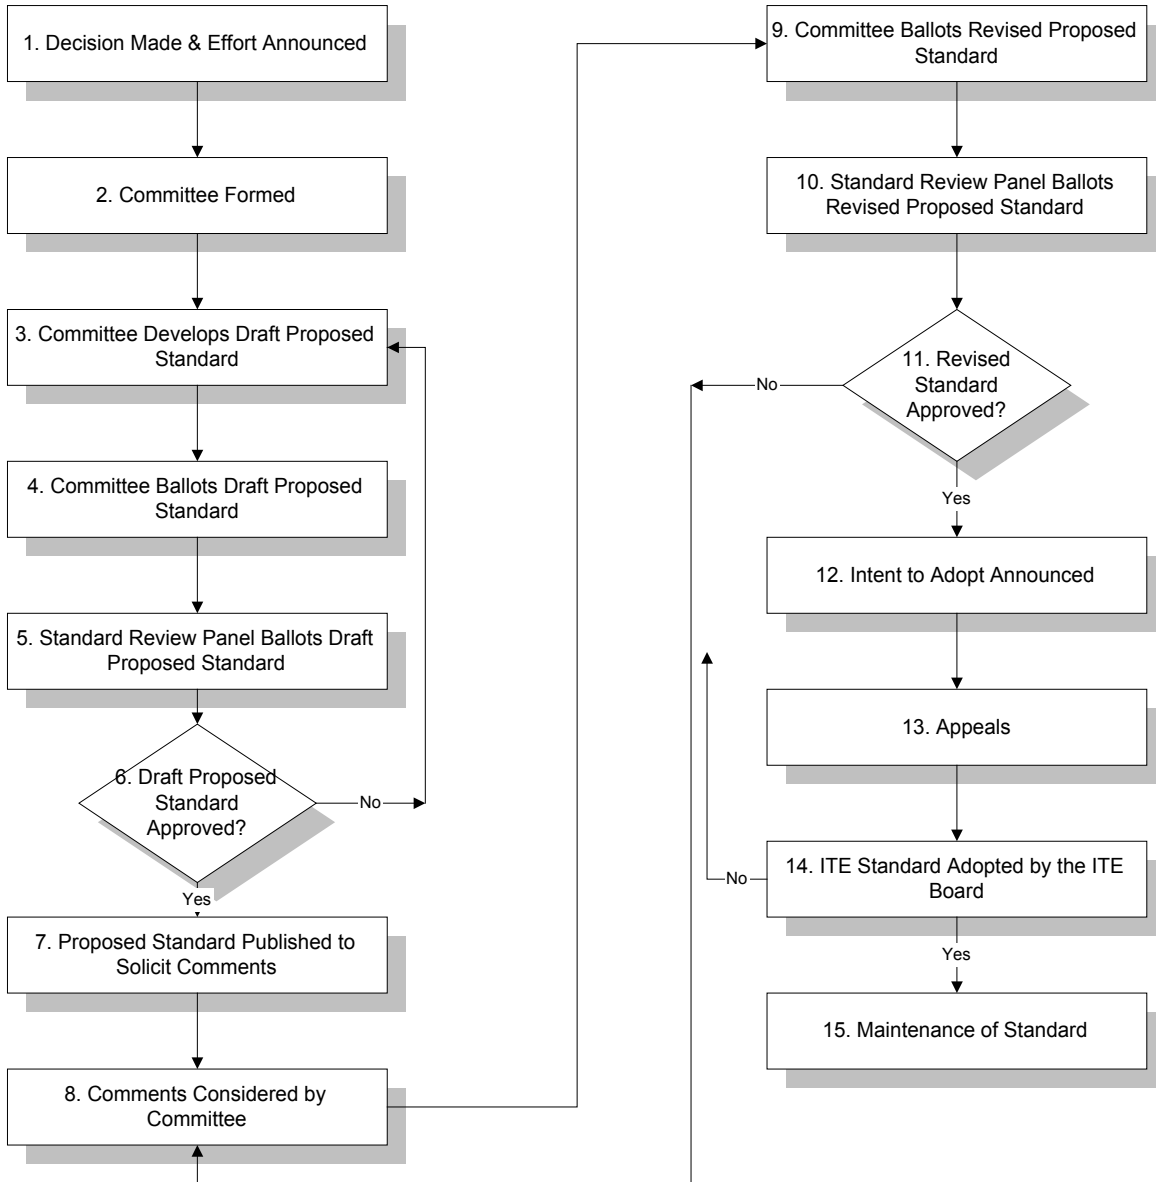 1. Decision Made & Effort Announced
2. Committee Formed
3. Committee Develops Draft Proposed
Standard
4. Committee Ballots Draft Proposed
Standard
5. Standard Review Panel Ballots Draft
Proposed Standard
6. Draft Proposed
Standard
Approved?
No
Yes
7. Proposed Standard Published to
Solicit Comments
8. Comments Considered by
Committee
9. Committee Ballots Revised Proposed
Standard
10. Standard Review Panel Ballots
Revised Proposed Standard
11. Revised
Standard
Approved?
No
Yes
12. Intent to Adopt Announced
13. Appeals
14. ITE Standard Adopted by the ITE
Board
No
Yes
15. Maintenance of Standard